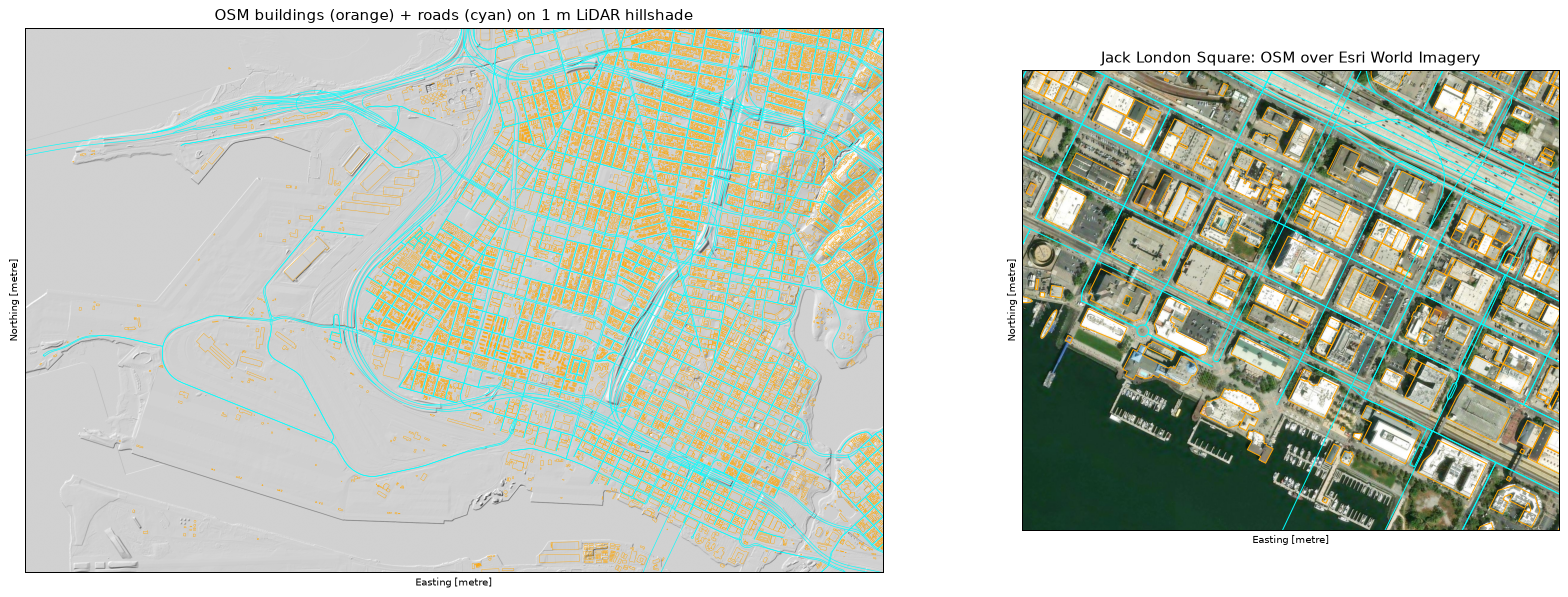 OSM buildings (orange) + roads (cyan) on 1 m LiDAR hillshade
Northing [metre]
Easting [metre]
Jack London Square: OSM over Esri World Imagery
Northing [metre]
Easting [metre]